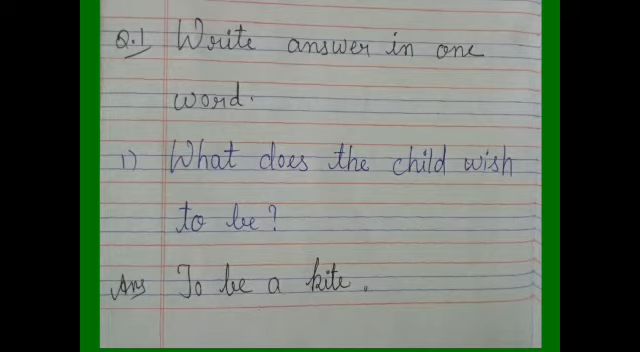 Q.1 Write answer in one
word.
1) What does the child wish
to be?
Ans To be a kite.